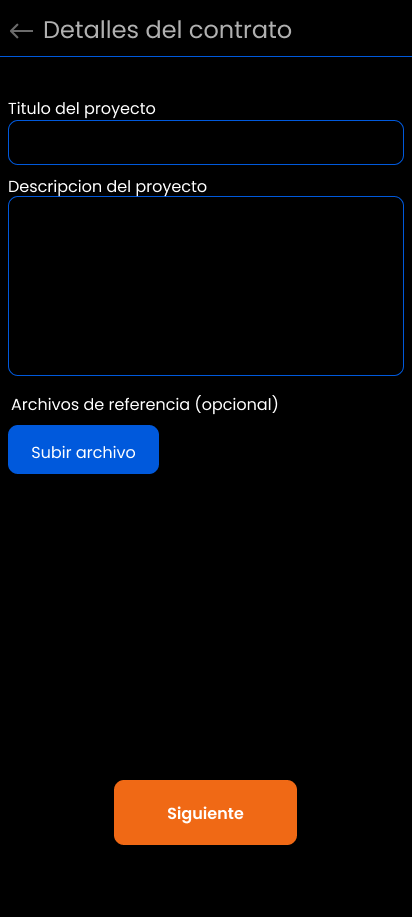 Detalles del contrato
Titulo del proyecto
Descripcion del proyecto
Archivos de referencia (opcional)
Subir archivo
Siguiente